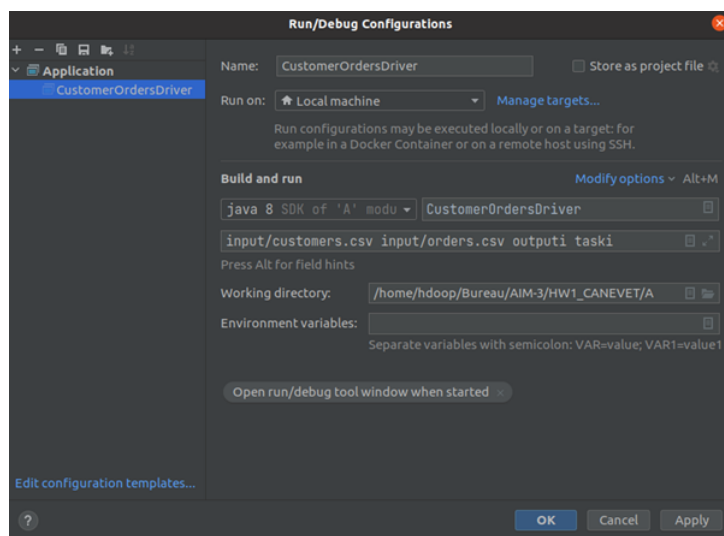 Run/Debug Configurations
Application
CustomerOrdersDriver
Name: CustomerOrdersDriver Store as project file
Run on: Local machine Manage targets...
Run configurations may be executed locally or on a target: for
example in a Docker Container or on a remote host using SSH.
Build and run Modify options Alt+M
java 8 SDK of 'A' modu CustomerOrdersDriver
input/customers.csv input/orders.csv outputi taski
Press Alt for field hints
Working directory: /home/hdoop/Bureau/AIM-3/HW1_CANEVET/A
Environment variables:
Separate variables with semicolon: VAR=value; VAR1=value1
Open run/debug tool window when started ×
Edit configuration templates...
? OK Cancel Apply